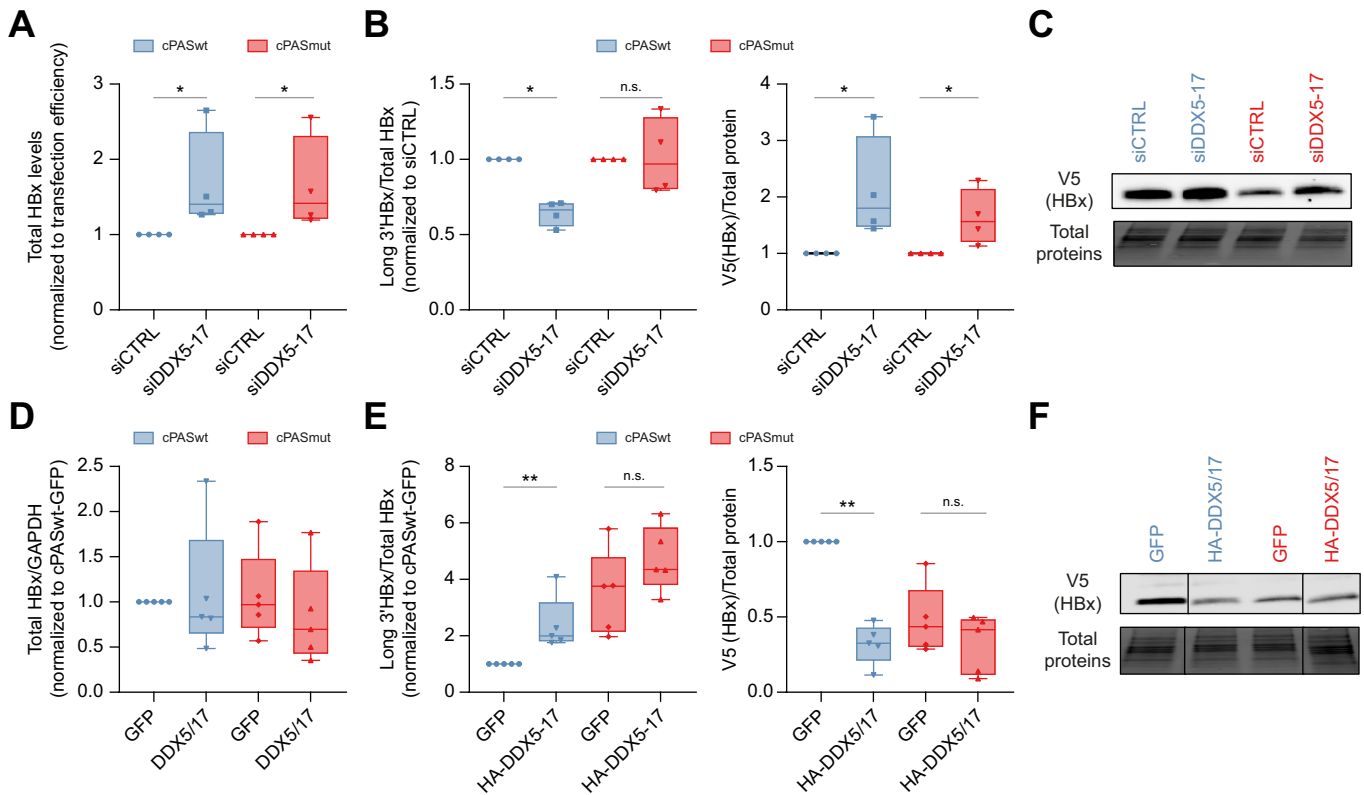 A
cPASwt
cPASmut
Total HBx levels
(normalized to transfection efficiency)
3
2
1
0
*
*
siCTRL
siDDX5-17
siCTRL
siDDX5-17
B
cPASwt
cPASmut
Long 3'HBx/Total HBx
(normalized to siCTRL)
1.5
1.0
0.5
0.0
*
n.s.
siCTRL
siDDX5-17
siCTRL
siDDX5-17
V5(HBx)/Total protein
4
3
2
1
0
*
*
siCTRL
siDDX5-17
siCTRL
siDDX5-17
C
siCTRL
siDDX5-17
siCTRL
siDDX5-17
V5
(HBx)
Total
proteins
D
cPASwt
cPASmut
Total HBx/GAPDH
(normalized to cPASwt-GFP)
2.5
2.0
1.5
1.0
0.5
0.0
GFP
DDX5/17
GFP
DDX5/17
E
cPASwt
cPASmut
Long 3'HBx/Total HBx
(normalized to cPASwt-GFP)
8
6
4
2
0
**
n.s.
GFP
HA-DDX5-17
GFP
HA-DDX5-17
V5 (HBx)/Total protein
1.5
1.0
0.5
0.0
**
n.s.
GFP
HA-DDX5/17
GFP
HA-DDX5/17
F
GFP
HA-DDX5/17
GFP
HA-DDX5/17
V5
(HBx)
Total
proteins